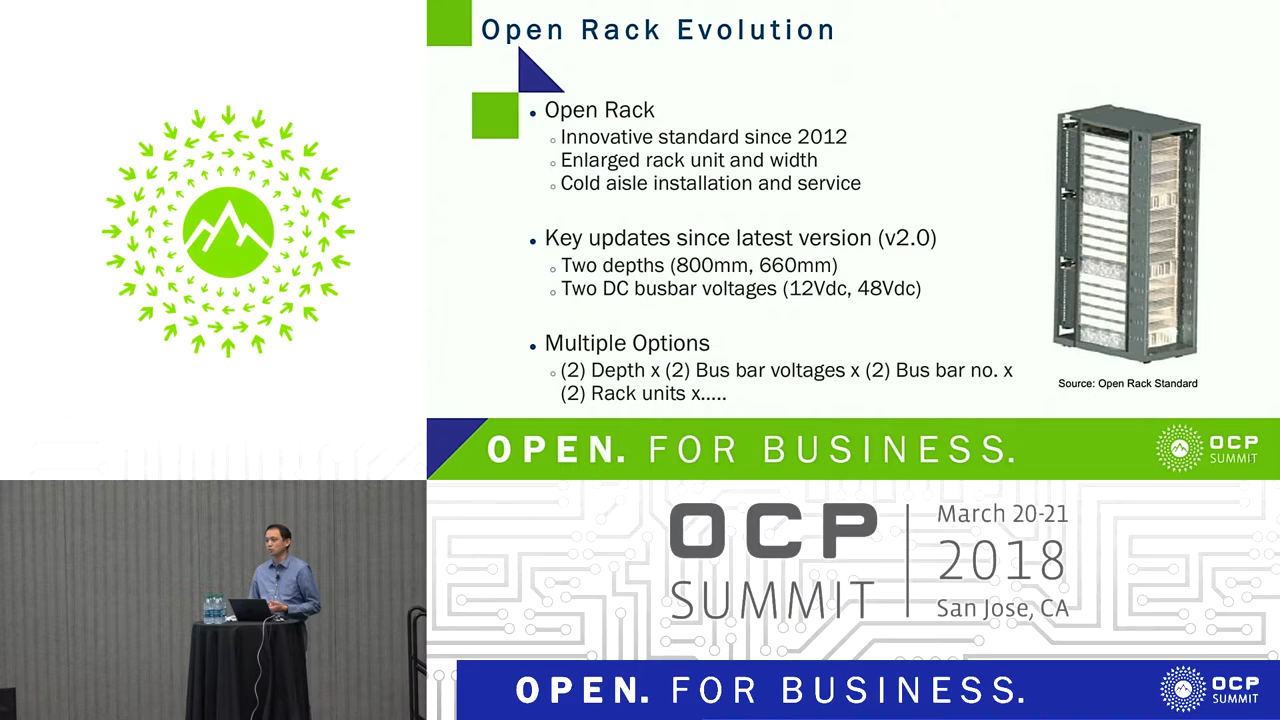 Open Rack Evolution
• Open Rack
○ Innovative standard since 2012
○ Enlarged rack unit and width
○ Cold aisle installation and service
• Key updates since latest version (v2.0)
○ Two depths (800mm, 660mm)
○ Two DC busbar voltages (12Vdc, 48Vdc)
• Multiple Options
○ (2) Depth x (2) Bus bar voltages x (2) Bus bar no. x
(2) Rack units x.....
Source: Open Rack Standard
OPEN. FOR BUSINESS.
OCP
SUMMIT
OCP
SUMMIT
March 20-21
2018
San Jose, CA
OPEN. FOR BUSINESS.
OCP
SUMMIT